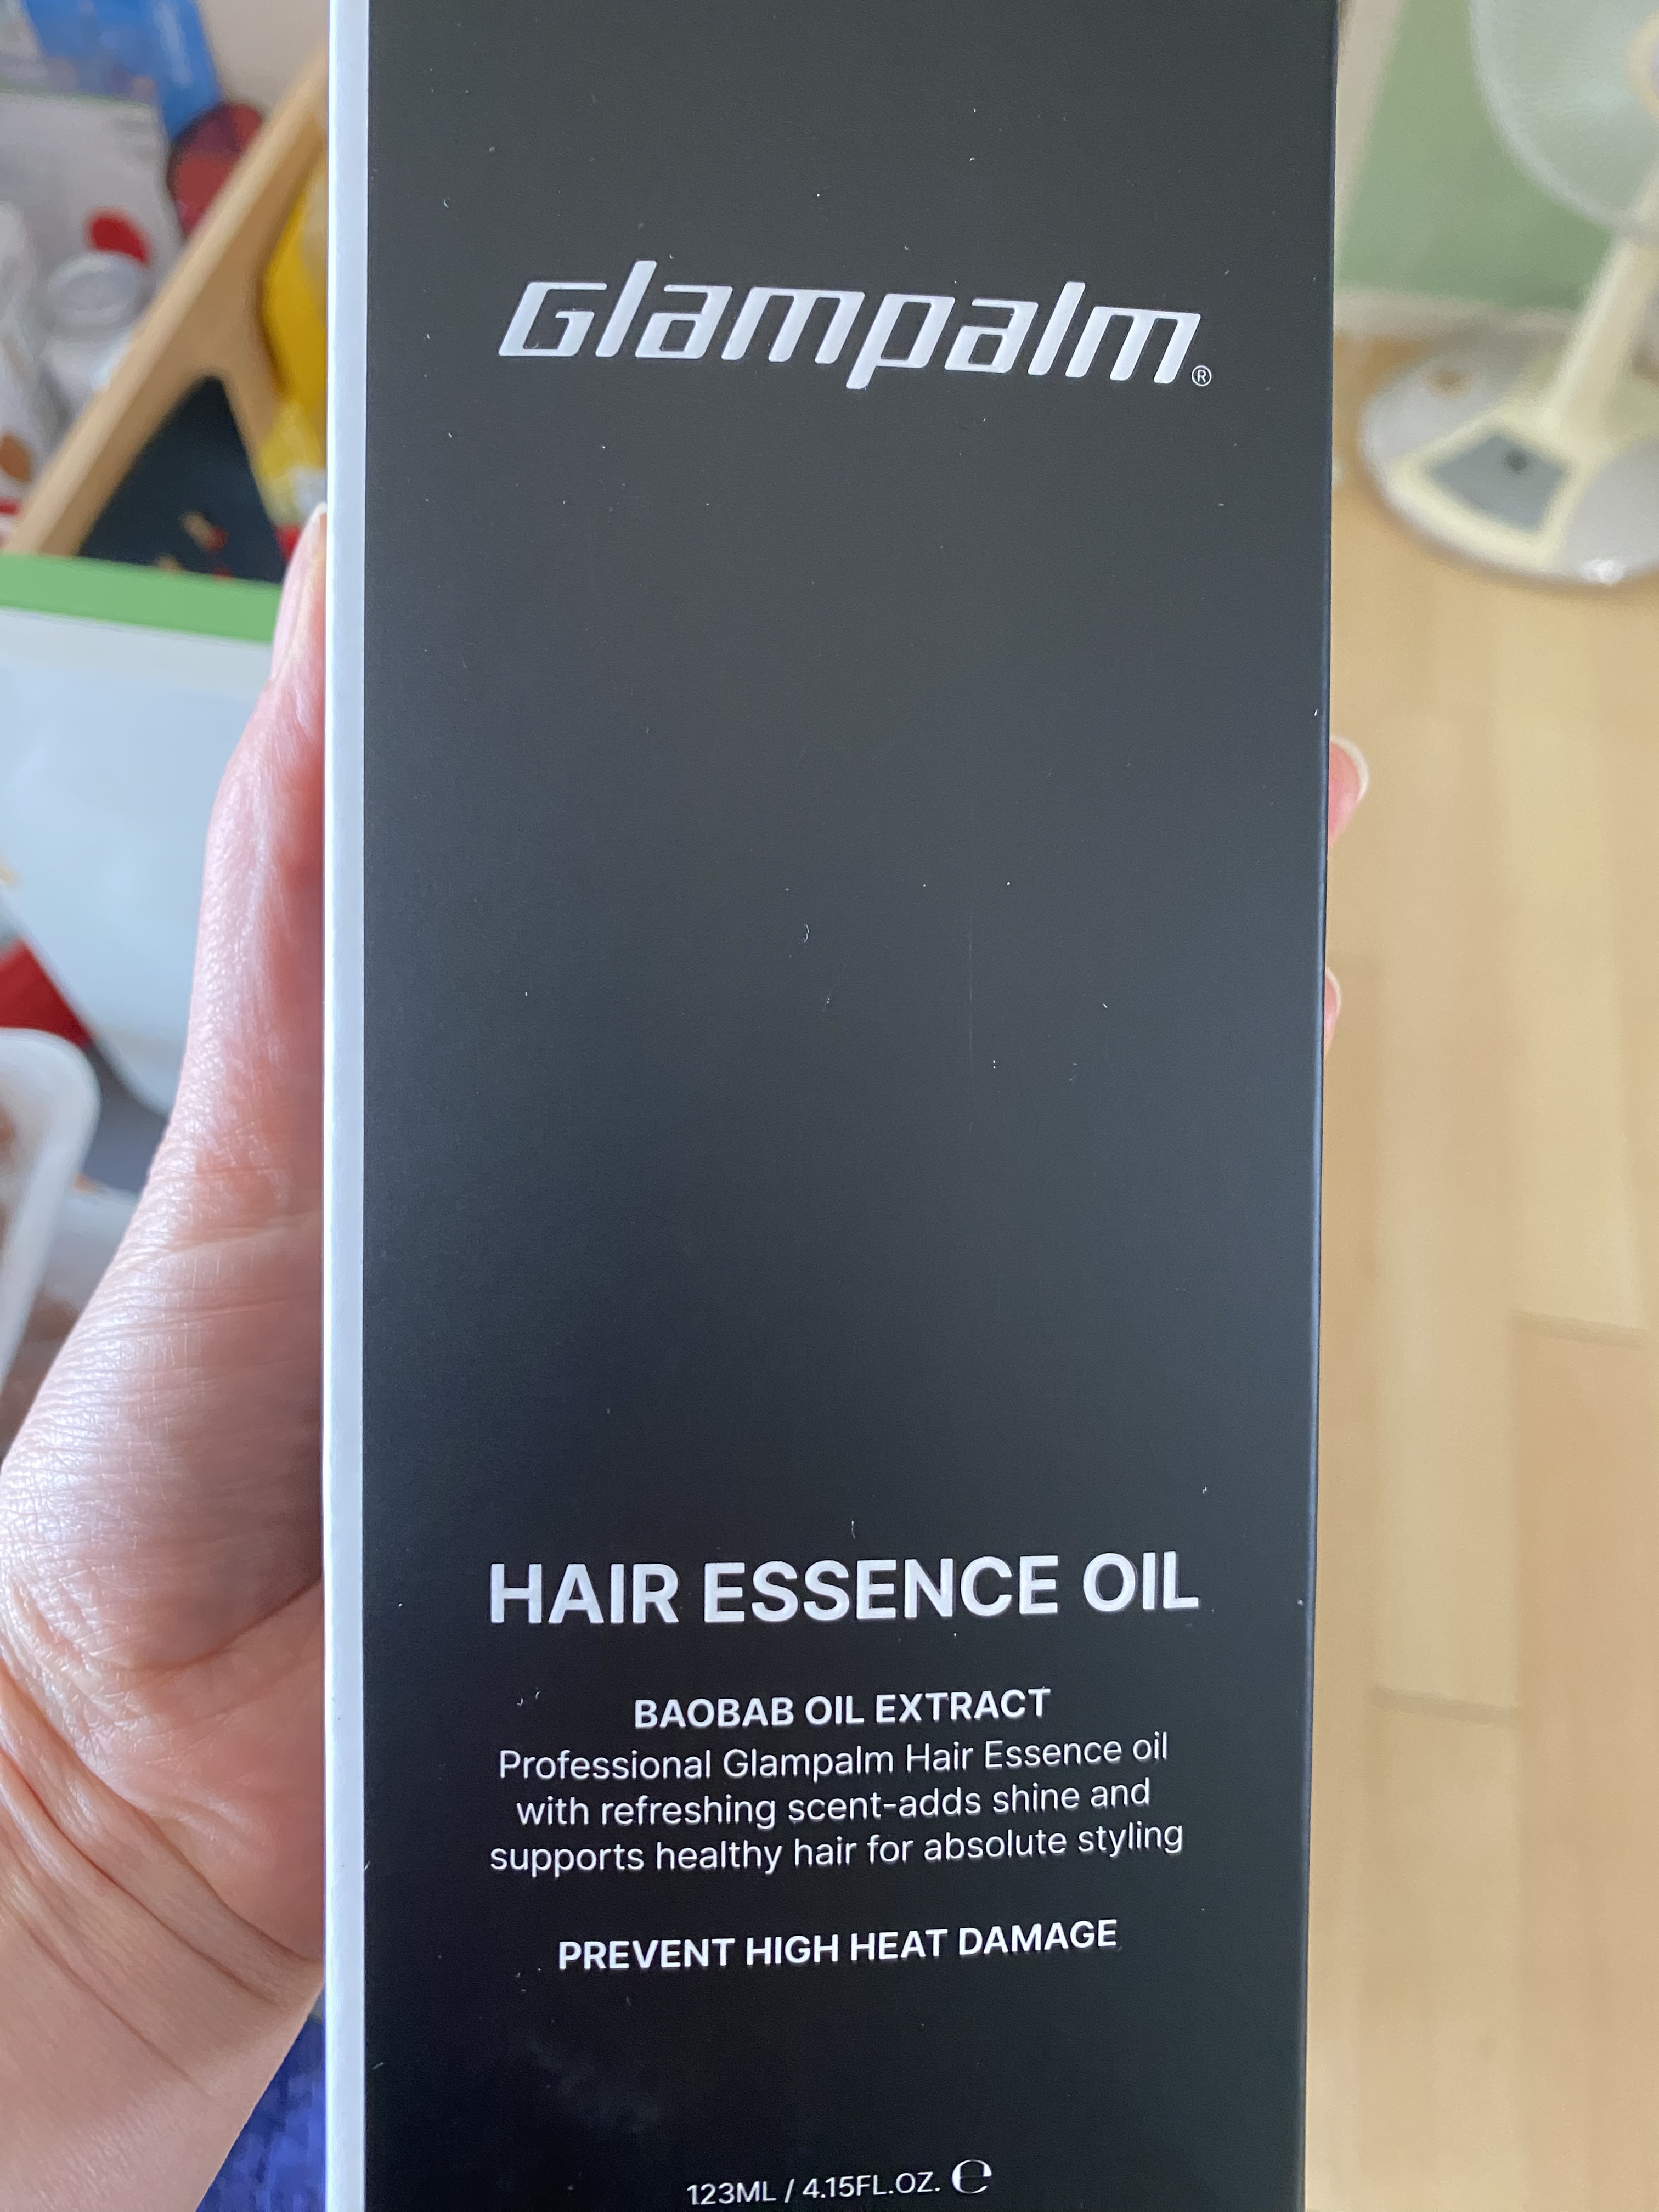 Glampalm®
HAIR ESSENCE OIL
BAOBAB OIL EXTRACT
Professional Glampalm Hair Essence oil
with refreshing scent-adds shine and
supports healthy hair for absolute styling
PREVENT HIGH HEAT DAMAGE
123ML / 4.15FL.OZ. ℮